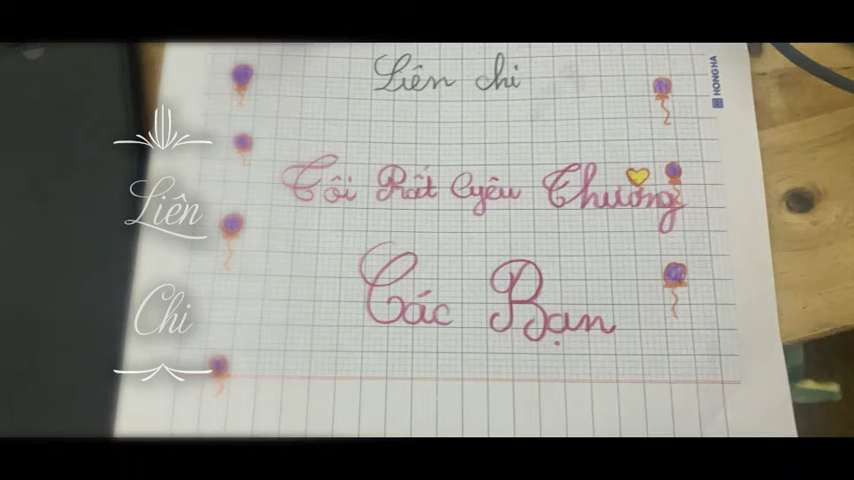 Liên chi
HONG HA
Tôi Rất yêu Thương
Các Bạn
Liên
Chi